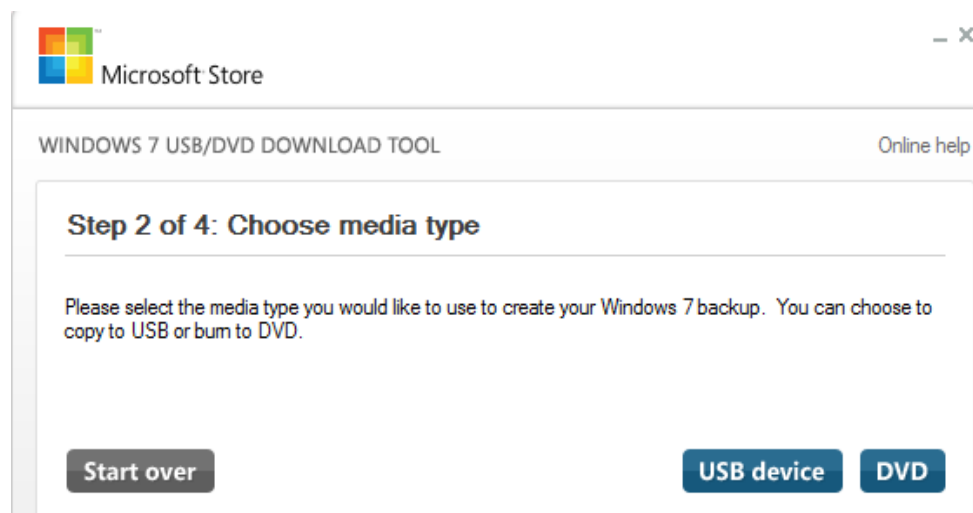 Microsoft Store
WINDOWS 7 USB/DVD DOWNLOAD TOOL
Online help
Step 2 of 4: Choose media type
Please select the media type you would like to use to create your Windows 7 backup.  You can choose to
copy to USB or burn to DVD.
Start over
USB device
DVD